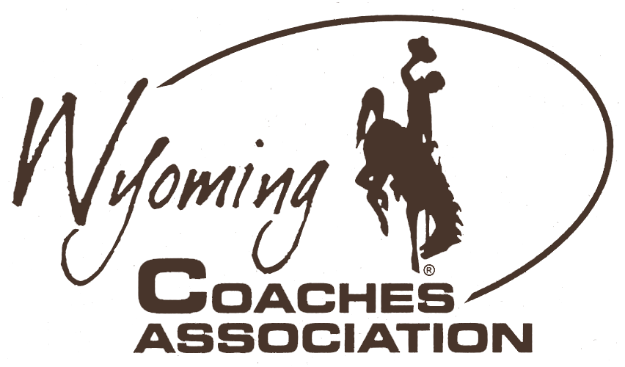 Wyoming
®
COACHES
ASSOCIATION